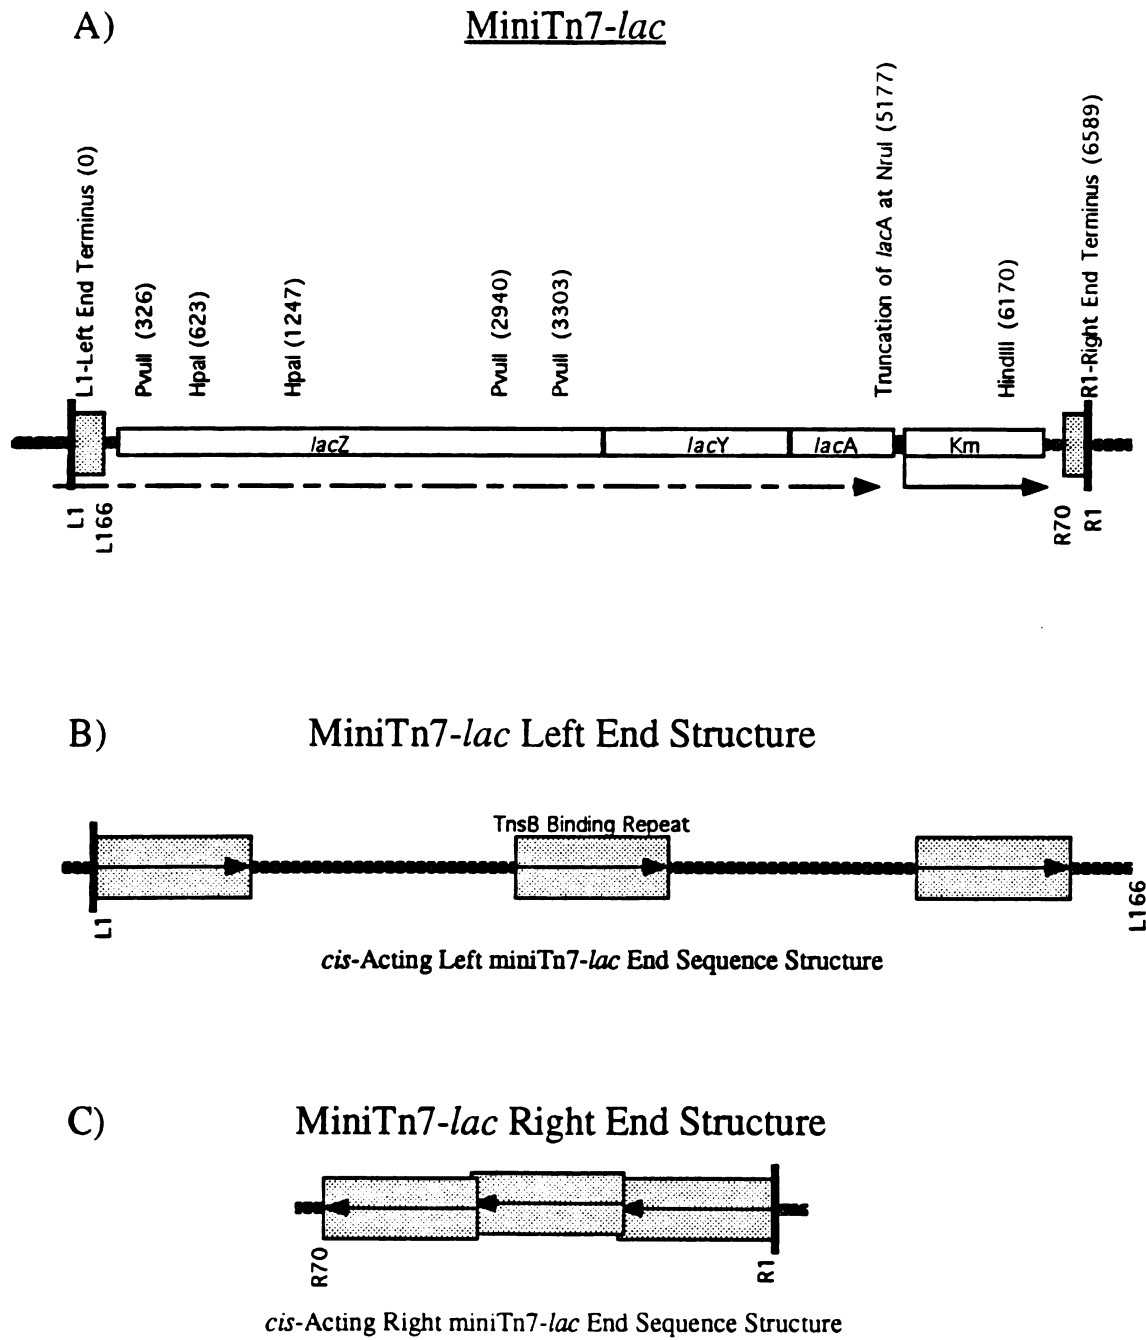 A)
MiniTn7-lac
L1-Left End Terminus (0)
PvuII (326)
HpaI (623)
HpaI (1247)
PvuII (2940)
PvuII (3303)
Truncation of lacA at NruI (5177)
HindIII (6170)
R1-Right End Terminus (6589)
lacZ
lacY
lacA
Km
L1
L166
R70
R1
B)
MiniTn7-lac Left End Structure
TnsB Binding Repeat
L1
L166
cis-Acting Left miniTn7-lac End Sequence Structure
C)
MiniTn7-lac Right End Structure
R70
R1
cis-Acting Right miniTn7-lac End Sequence Structure